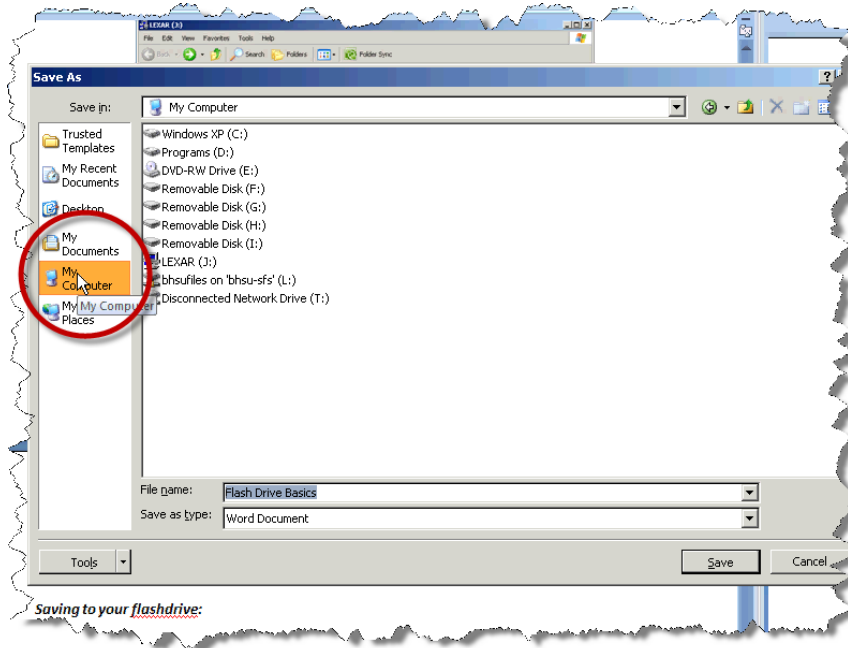 LEXAR (J:)
File Edit View Favorites Tools Help
Back Search Folders Folder Sync
Save As
Save in:
My Computer
Trusted
Templates
My Recent
Documents
Desktop
My
Documents
My
Computer
My Computer
My
Places
Windows XP (C:)
Programs (D:)
DVD-RW Drive (E:)
Removable Disk (F:)
Removable Disk (G:)
Removable Disk (H:)
Removable Disk (I:)
LEXAR (J:)
bhsufiles on 'bhsu-sfs' (L:)
Disconnected Network Drive (T:)
File name:
Flash Drive Basics
Save as type:
Word Document
Tools
Save
Cancel
Saving to your flashdrive: